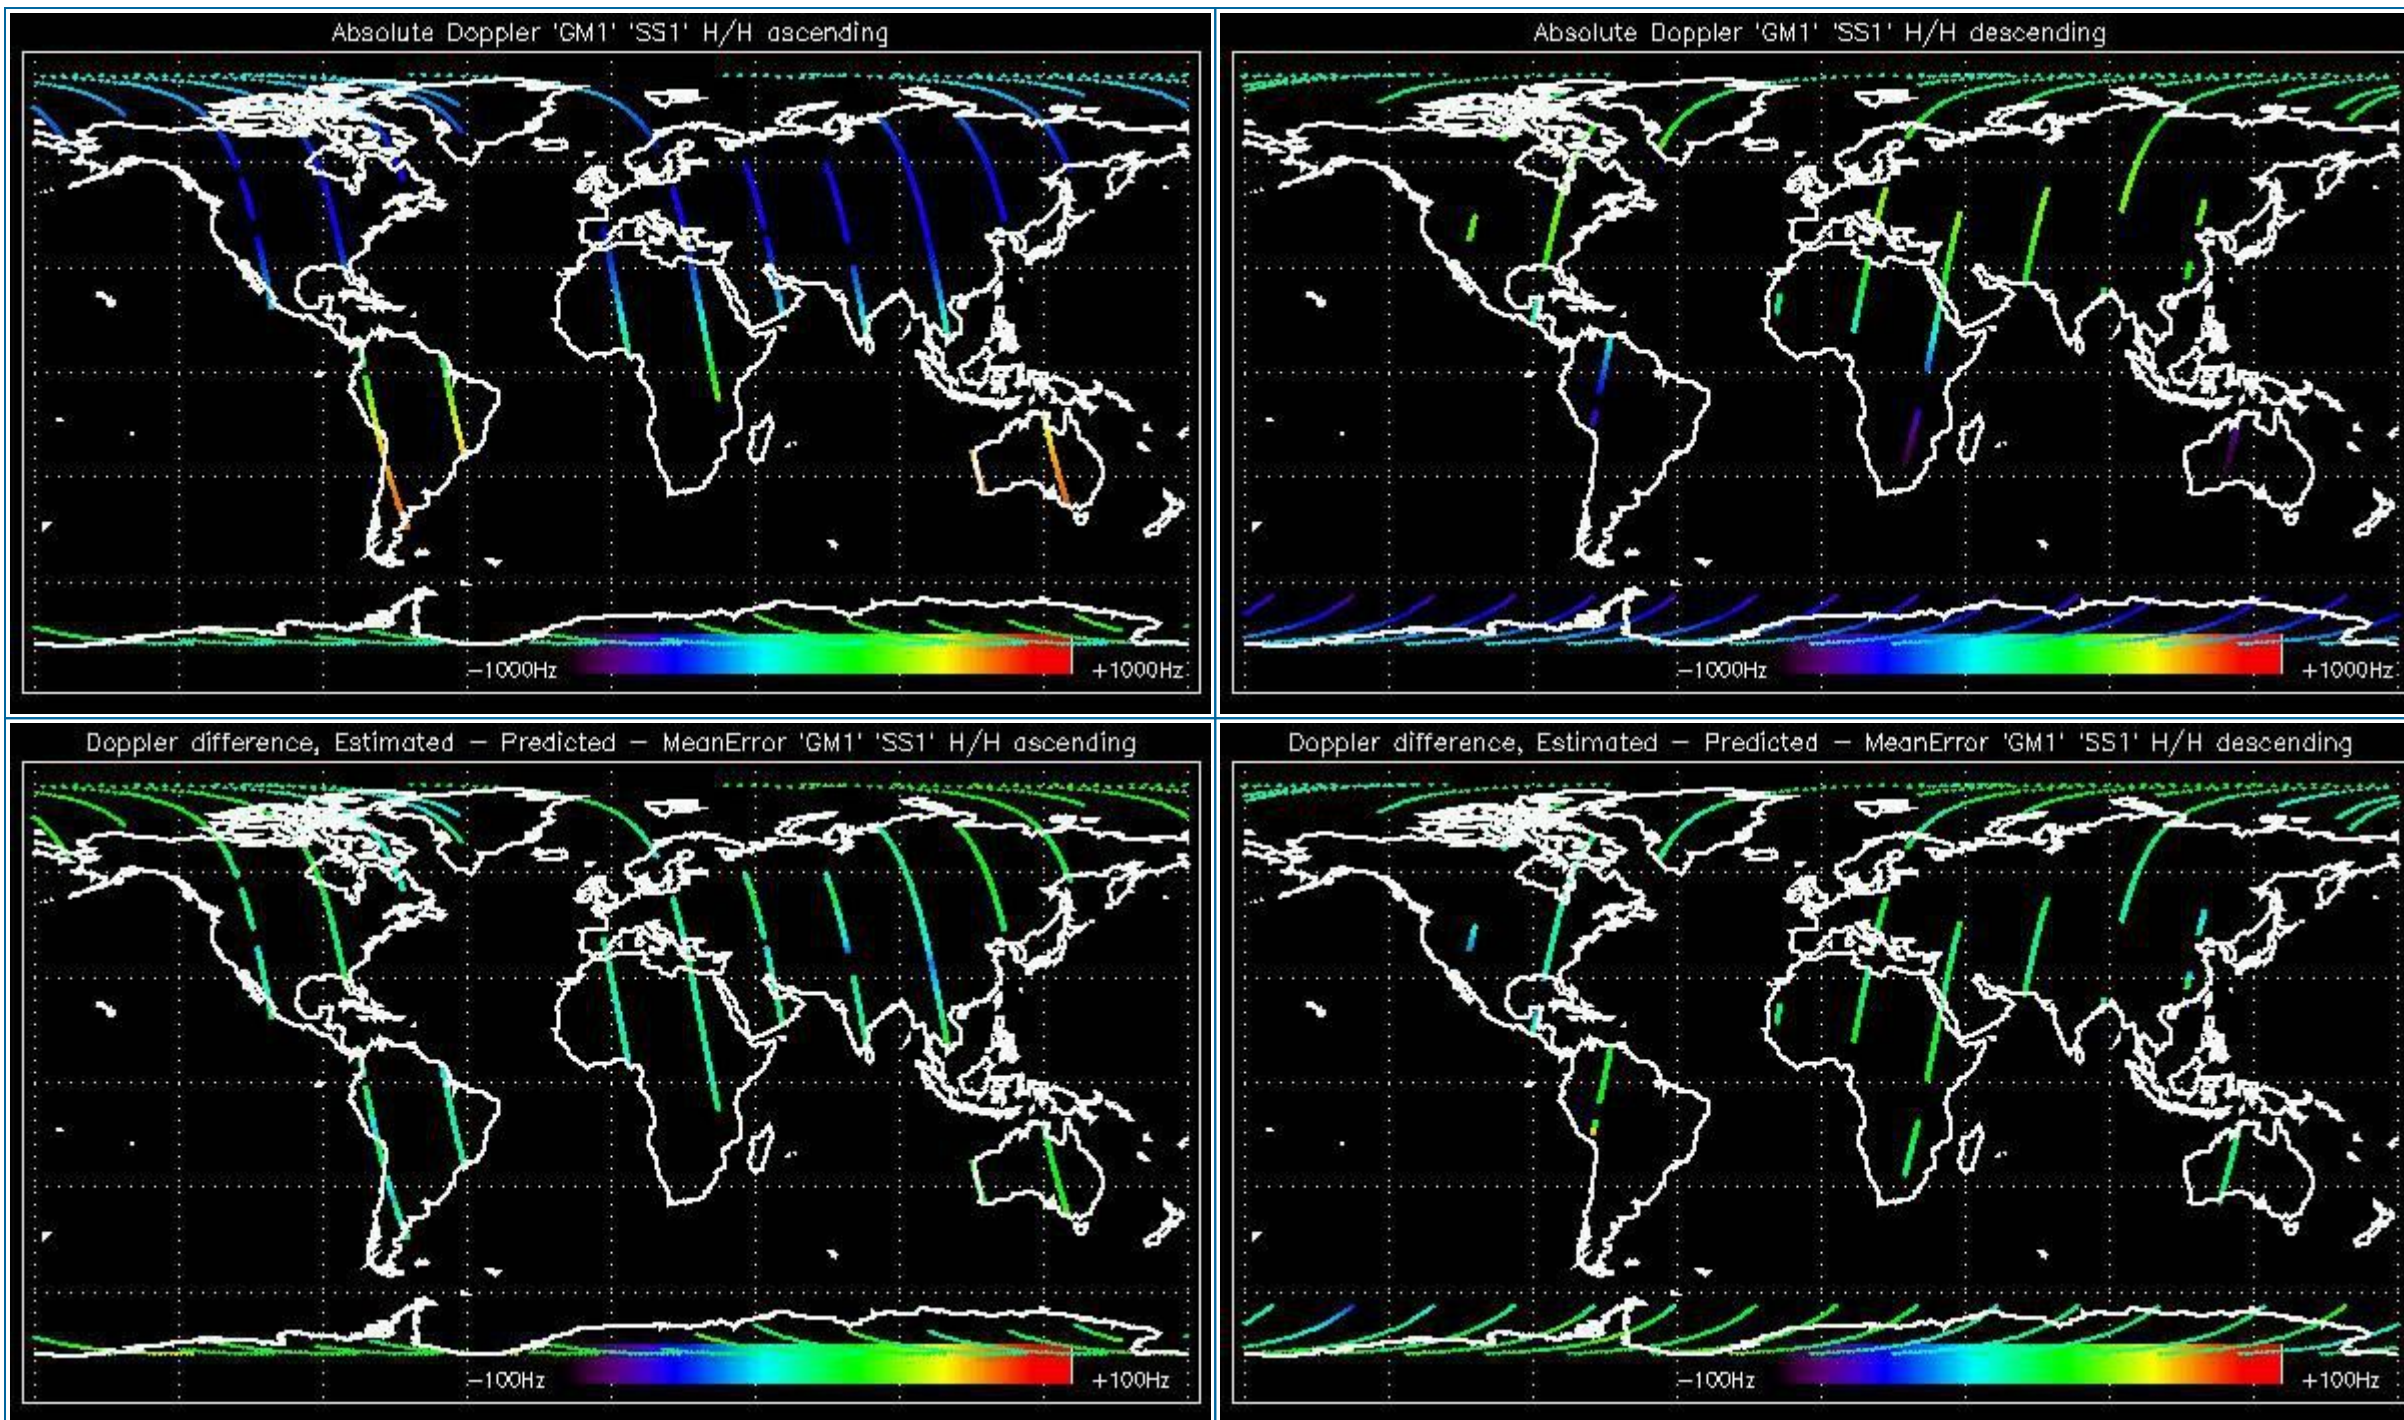 Absolute Doppler 'GM1' 'SS1' H/H ascending
-1000Hz
+1000Hz
Absolute Doppler 'GM1' 'SS1' H/H descending
-1000Hz
+1000Hz
Doppler difference, Estimated - Predicted - MeanError 'GM1' 'SS1' H/H ascending
-100Hz
+100Hz
Doppler difference, Estimated - Predicted - MeanError 'GM1' 'SS1' H/H descending
-100Hz
+100Hz